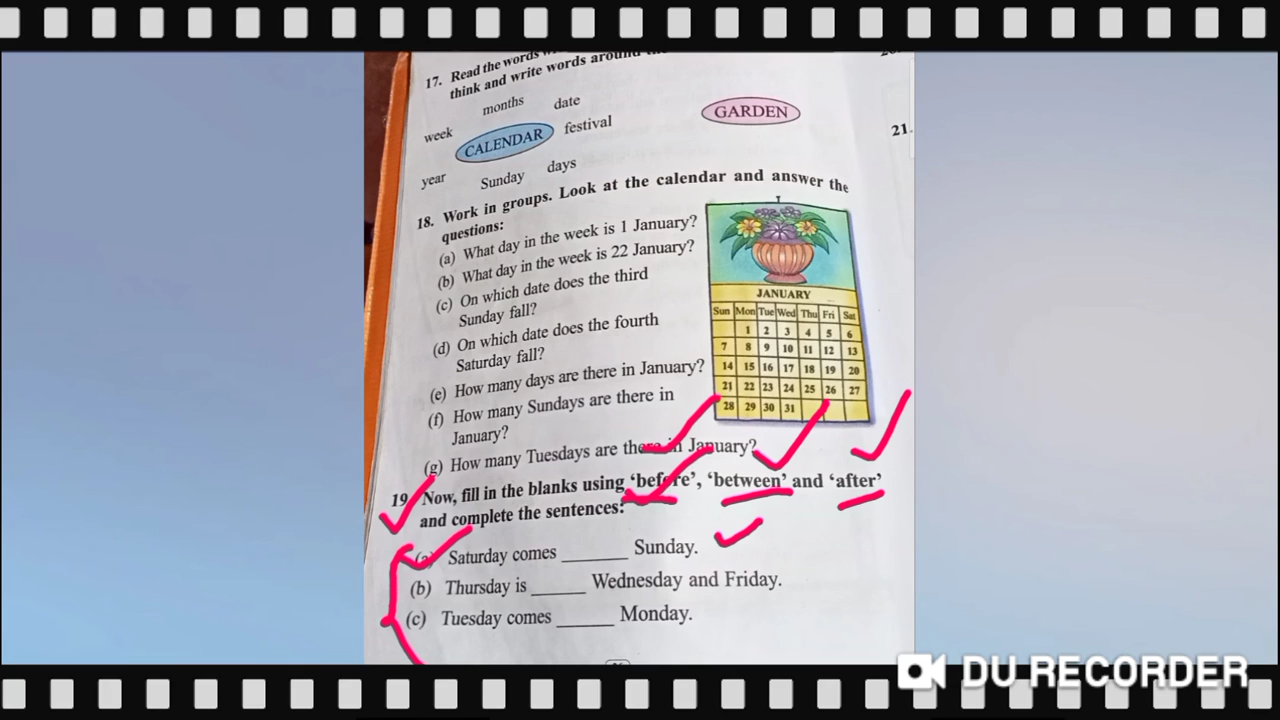 17. Read the words
think and write words around
months date
week CALENDAR festival
year Sunday days
GARDEN
21.
18. Work in groups. Look at the calendar and answer the
questions:
(a) What day in the week is 1 January?
(b) What day in the week is 22 January?
(c) On which date does the third
Sunday fall?
(d) On which date does the fourth
Saturday fall?
(e) How many days are there in January?
(f) How many Sundays are there in
January?
(g) How many Tuesdays are there in January?
JANUARY
Sun Mon Tue Wed Thu Fri Sat
1 2 3 4 5 6
7 8 9 10 11 12 13
14 15 16 17 18 19 20
21 22 23 24 25 26 27
28 29 30 31
19 Now, fill in the blanks using ‘before’, ‘between’ and ‘after’
and complete the sentences:
(a) Saturday comes ______ Sunday.
(b) Thursday is ______ Wednesday and Friday.
(c) Tuesday comes ______ Monday.
DU RECORDER